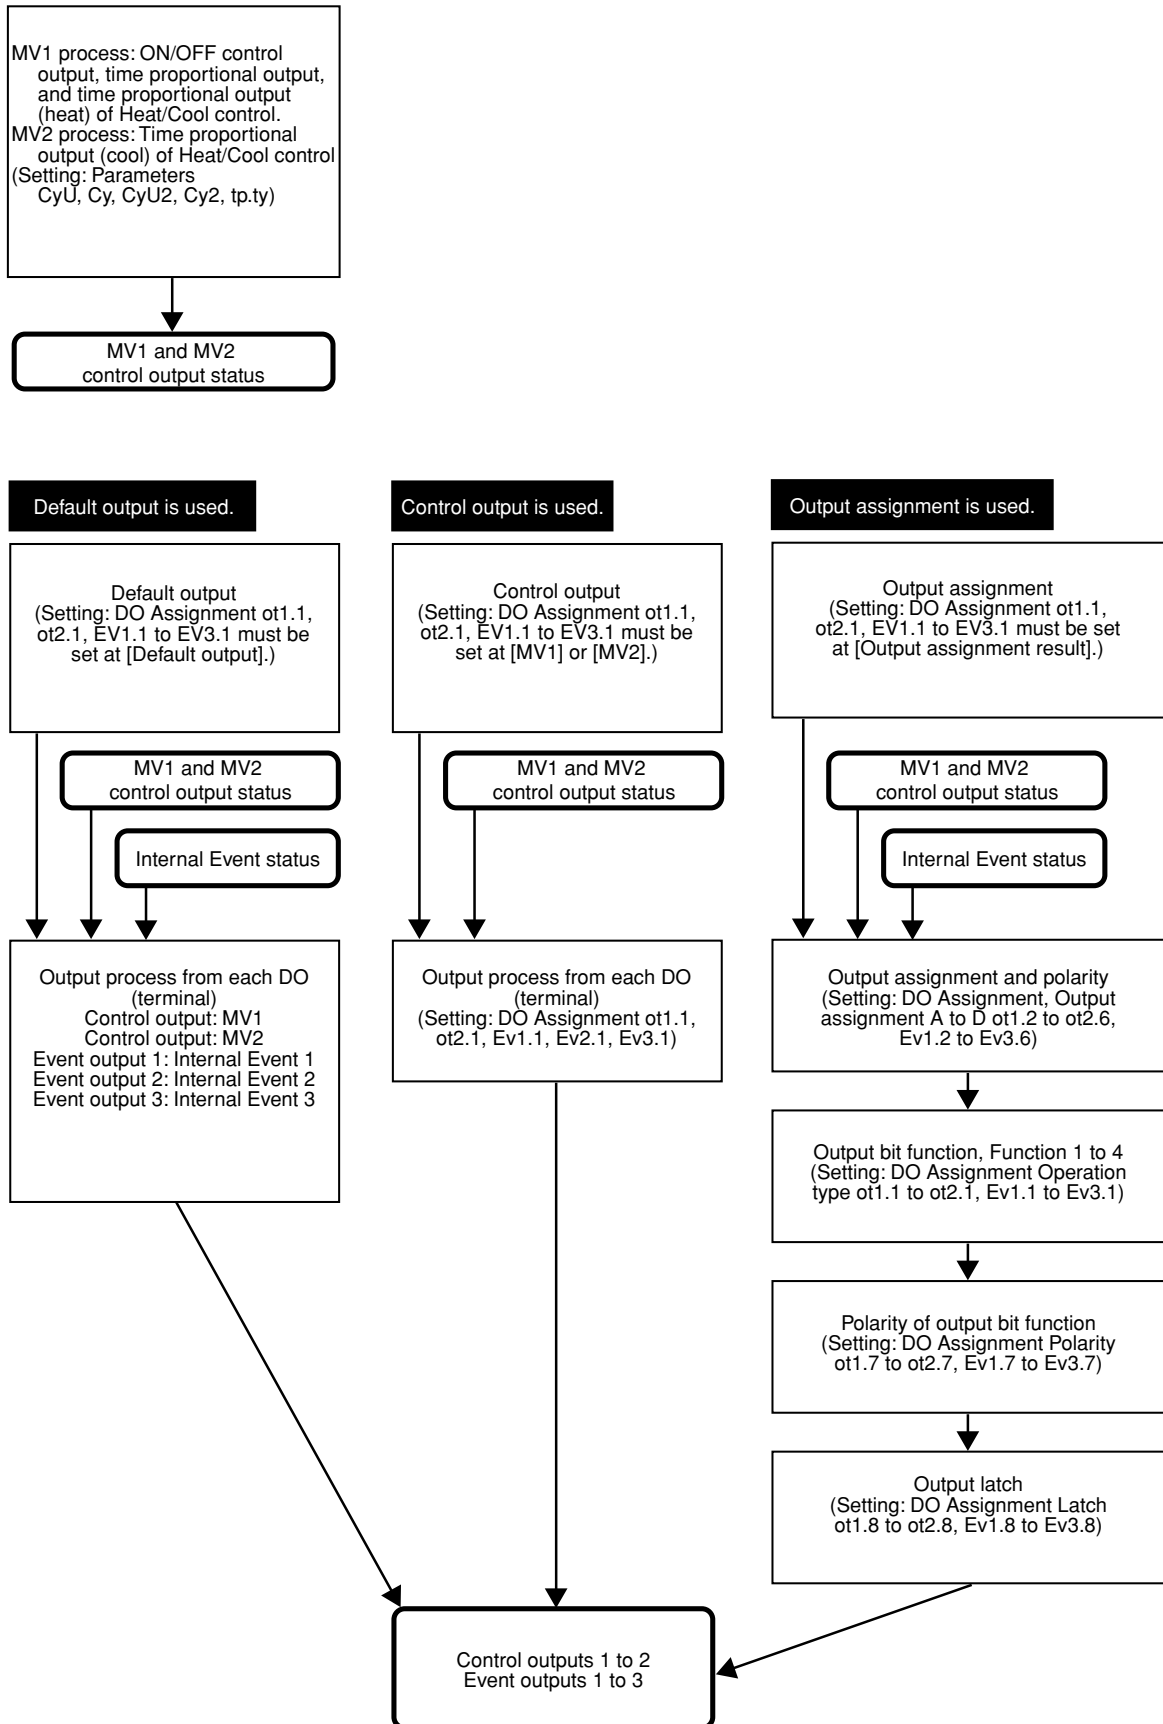 MV1 process: ON/OFF control
output, time proportional output,
and time proportional output
(heat) of Heat/Cool control.
MV2 process: Time proportional
output (cool) of Heat/Cool control
(Setting: Parameters
CyU, Cy, CyU2, Cy2, tp.ty)
MV1 and MV2
control output status
Default output is used.
Default output
(Setting: DO Assignment ot1.1,
ot2.1, EV1.1 to EV3.1 must be
set at [Default output].)
MV1 and MV2
control output status
Internal Event status
Output process from each DO
(terminal)
Control output: MV1
Control output: MV2
Event output 1: Internal Event 1
Event output 2: Internal Event 2
Event output 3: Internal Event 3
Control output is used.
Control output
(Setting: DO Assignment ot1.1,
ot2.1, EV1.1 to EV3.1 must be
set at [MV1] or [MV2].)
MV1 and MV2
control output status
Output process from each DO
(terminal)
(Setting: DO Assignment ot1.1,
ot2.1, Ev1.1, Ev2.1, Ev3.1)
Output assignment is used.
Output assignment
(Setting: DO Assignment ot1.1,
ot2.1, EV1.1 to EV3.1 must be set
at [Output assignment result].)
MV1 and MV2
control output status
Internal Event status
Output assignment and polarity
(Setting: DO Assignment, Output
assignment A to D ot1.2 to ot2.6,
Ev1.2 to Ev3.6)
Output bit function, Function 1 to 4
(Setting: DO Assignment Operation
type ot1.1 to ot2.1, Ev1.1 to Ev3.1)
Polarity of output bit function
(Setting: DO Assignment Polarity
ot1.7 to ot2.7, Ev1.7 to Ev3.7)
Output latch
(Setting: DO Assignment Latch
ot1.8 to ot2.8, Ev1.8 to Ev3.8)
Control outputs 1 to 2
Event outputs 1 to 3